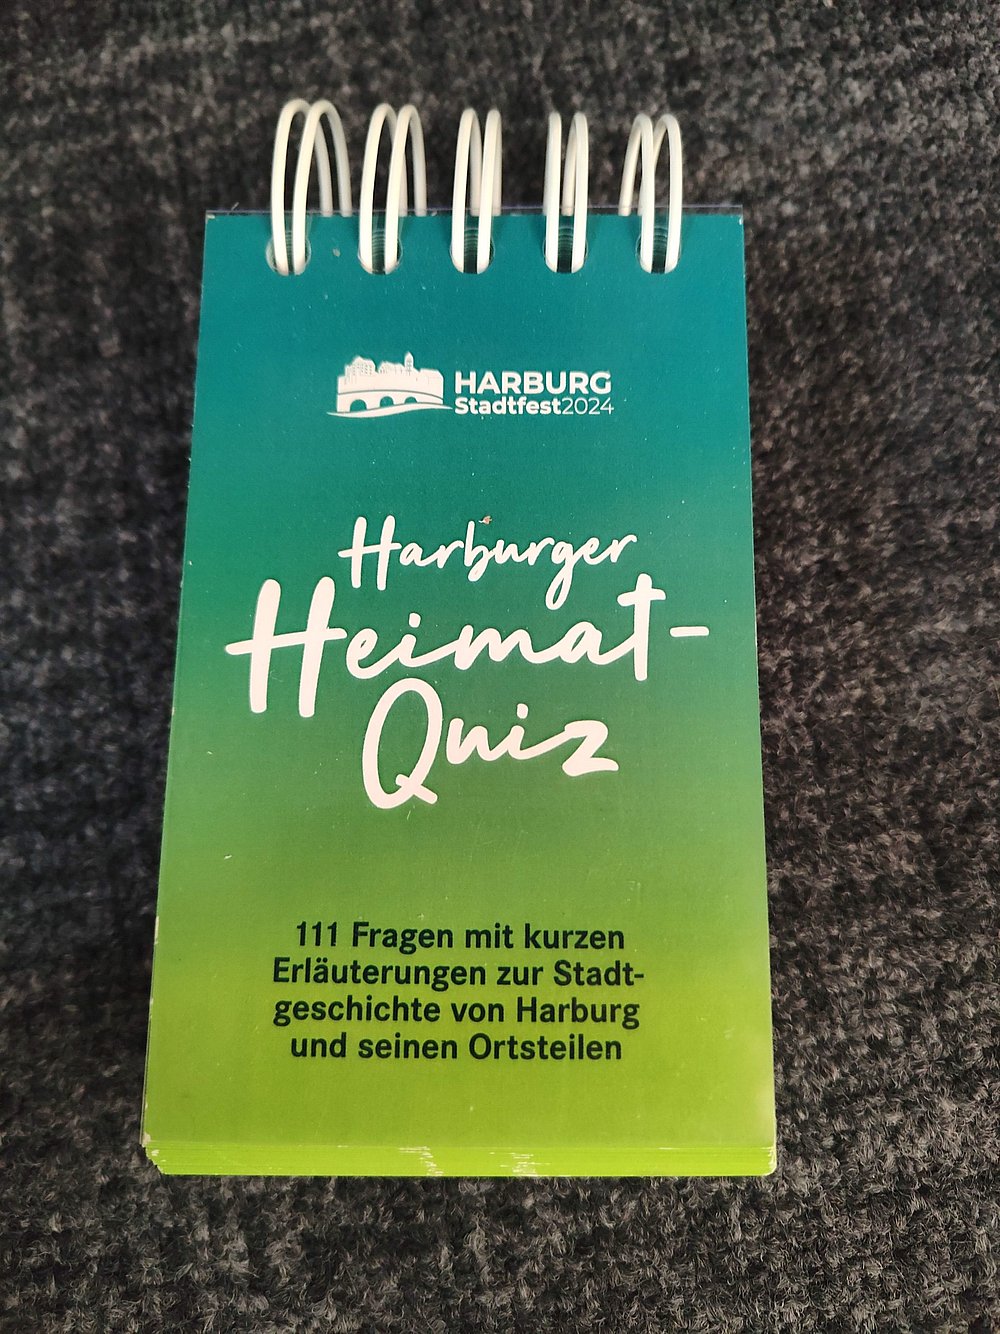 HARBURG
Stadtfest2024
Harburger
Heimat-
Quiz
111 Fragen mit kurzen
Erläuterungen zur Stadt-
geschichte von Harburg
und seinen Ortsteilen